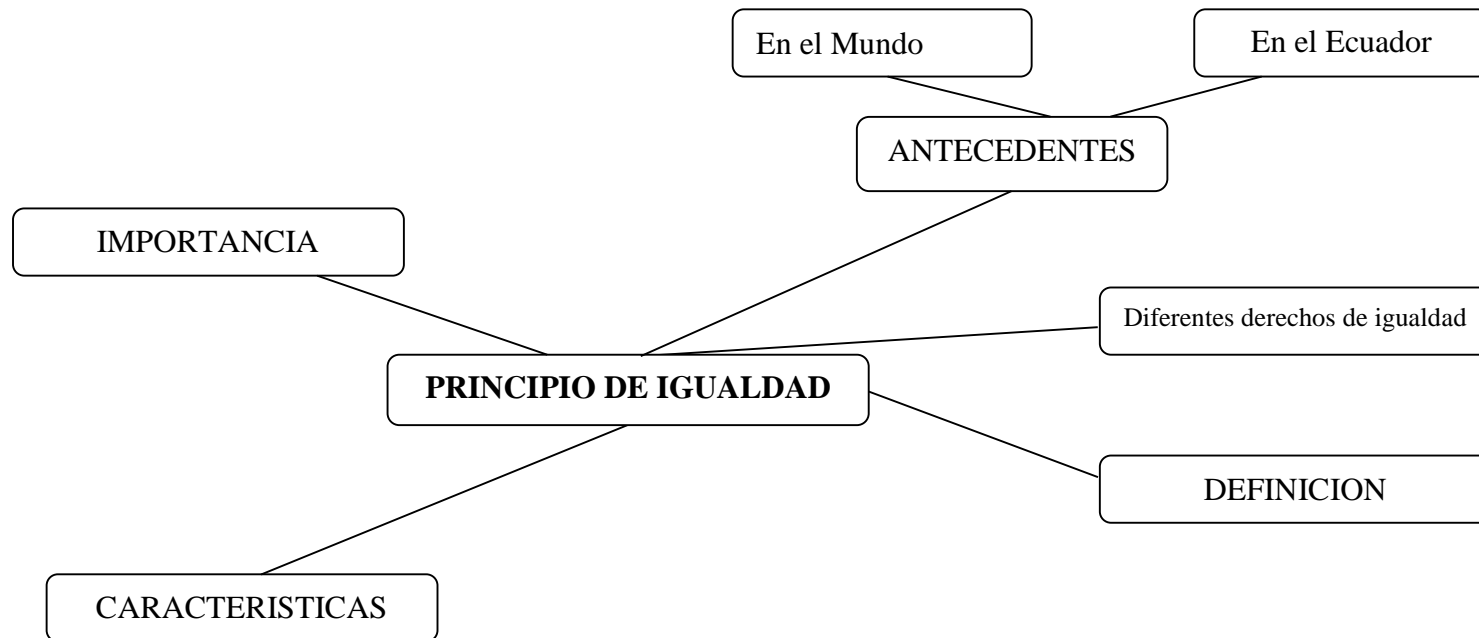 En el Mundo
En el Ecuador
ANTECEDENTES
IMPORTANCIA
Diferentes derechos de igualdad
PRINCIPIO DE IGUALDAD
DEFINICION
CARACTERISTICAS